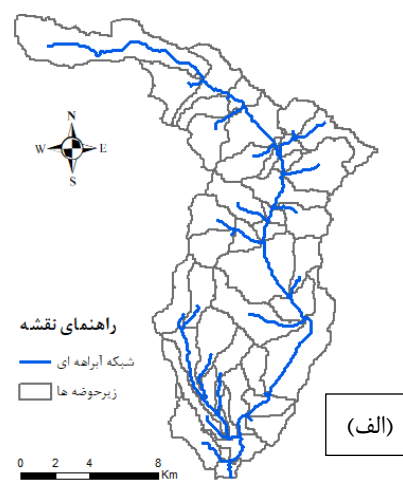 N
W E
S
راهنمای نقشه
شبکه آبراهه ای
زیرحوضه ها
(الف)
0 2 4 8
Km